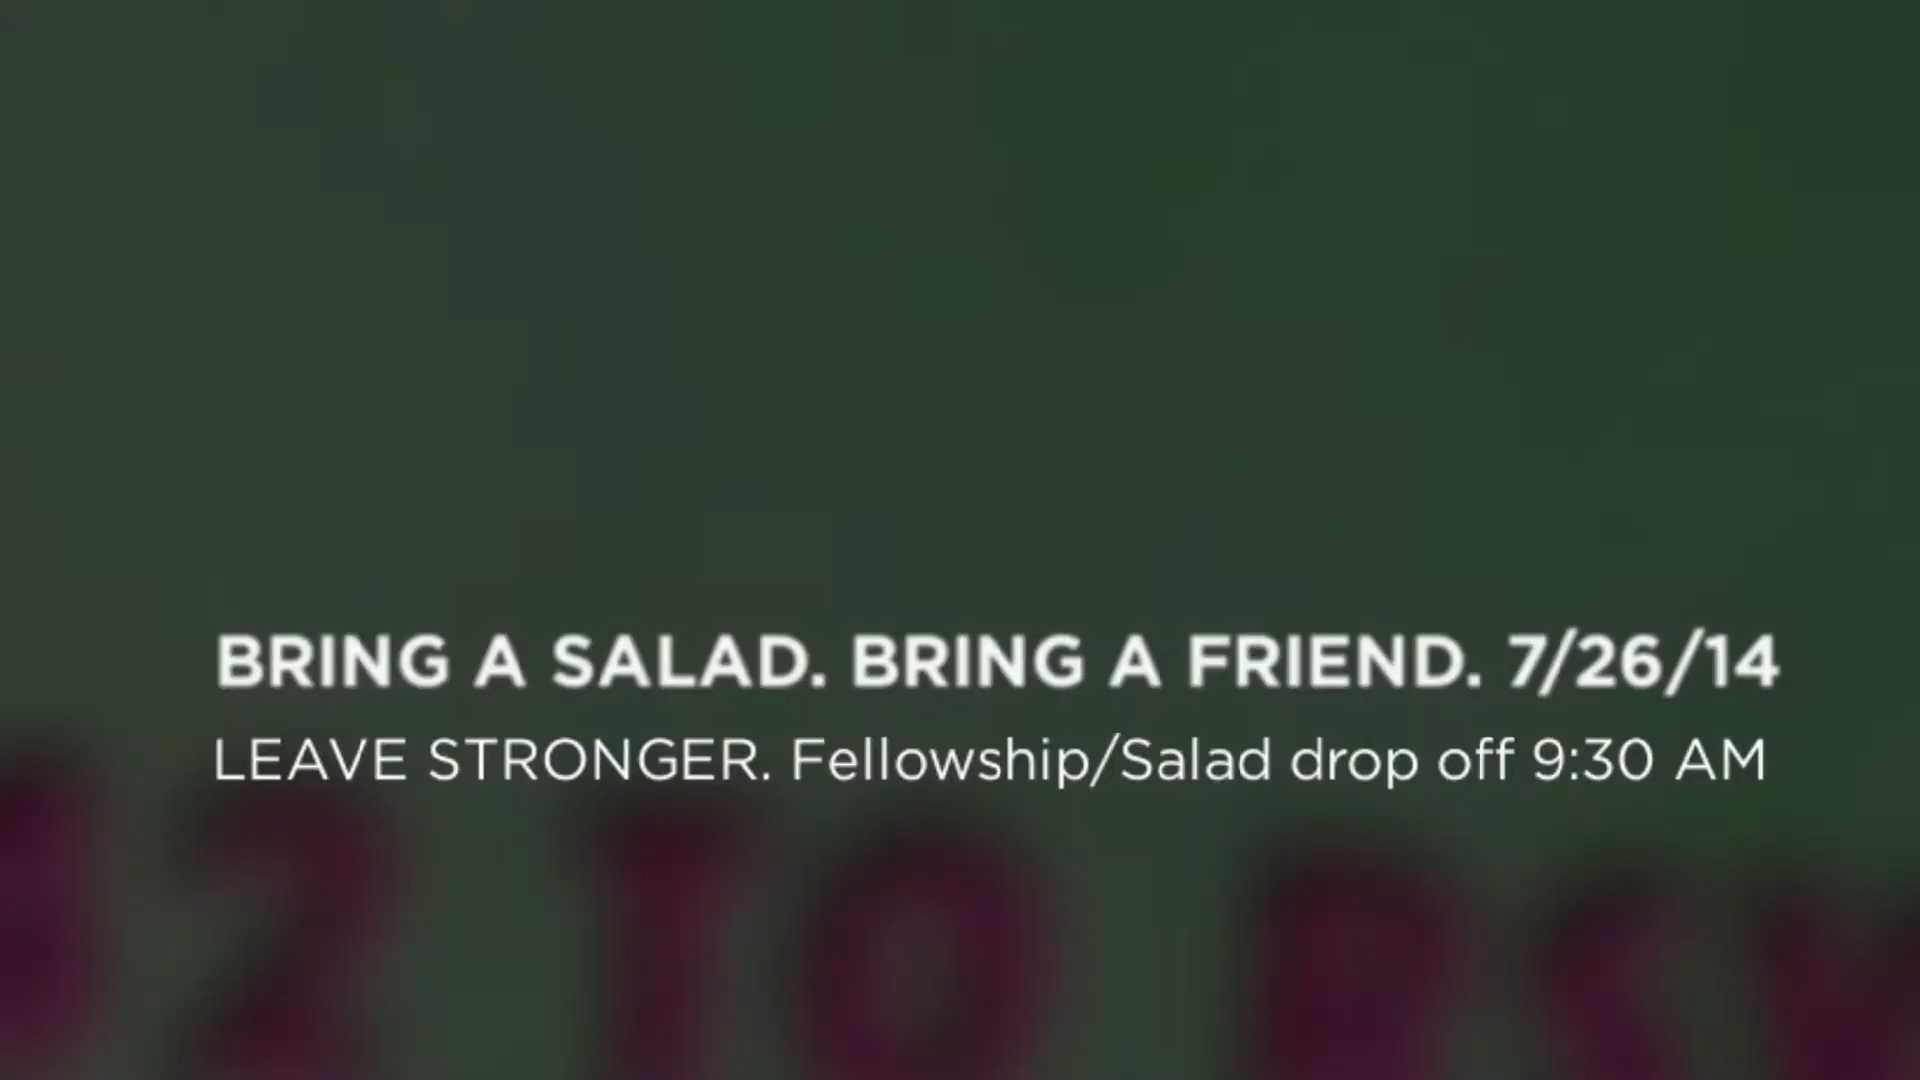 BRING A SALAD. BRING A FRIEND. 7/26/14
LEAVE STRONGER. Fellowship/Salad drop off 9:30 AM